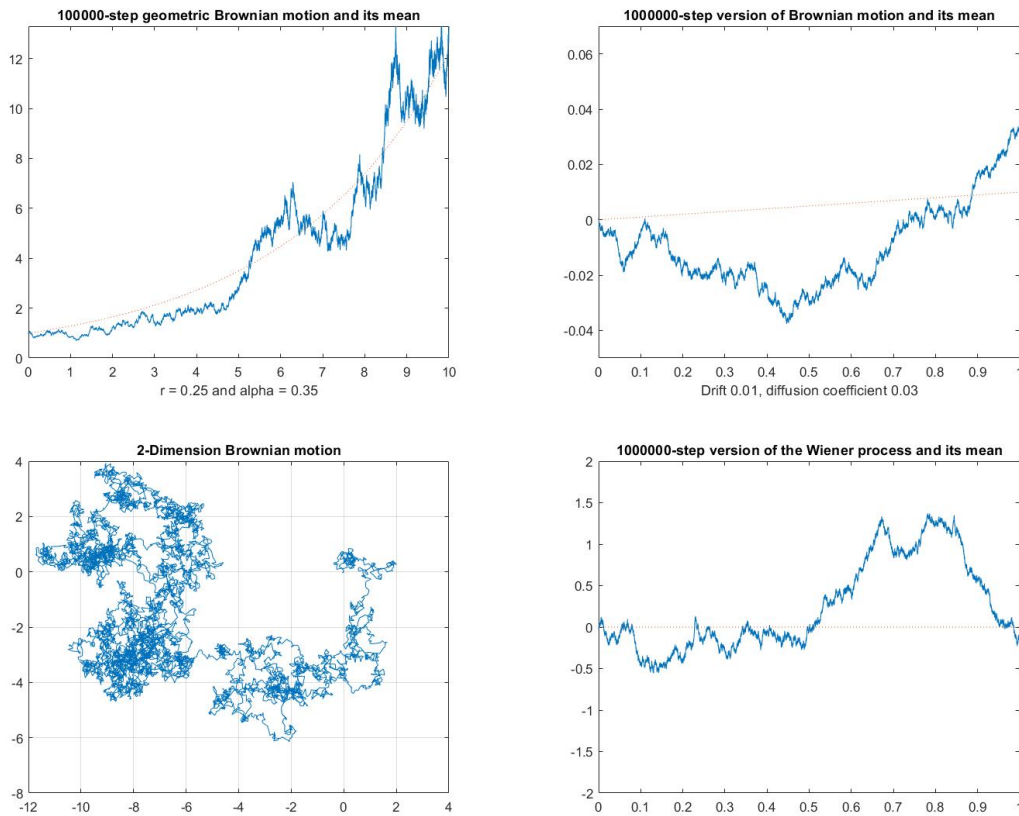 100000-step geometric Brownian motion and its mean
12
10
8
6
4
2
0
0 1 2 3 4 5 6 7 8 9 10
r = 0.25 and alpha = 0.35
1000000-step version of Brownian motion and its mean
0.06
0.04
0.02
0
-0.02
-0.04
0 0.1 0.2 0.3 0.4 0.5 0.6 0.7 0.8 0.9 1
Drift 0.01, diffusion coefficient 0.03
2-Dimension Brownian motion
4
2
0
-2
-4
-6
-8
-12 -10 -8 -6 -4 -2 0 2 4
1000000-step version of the Wiener process and its mean
2
1.5
1
0.5
0
-0.5
-1
-1.5
-2
0 0.1 0.2 0.3 0.4 0.5 0.6 0.7 0.8 0.9 1